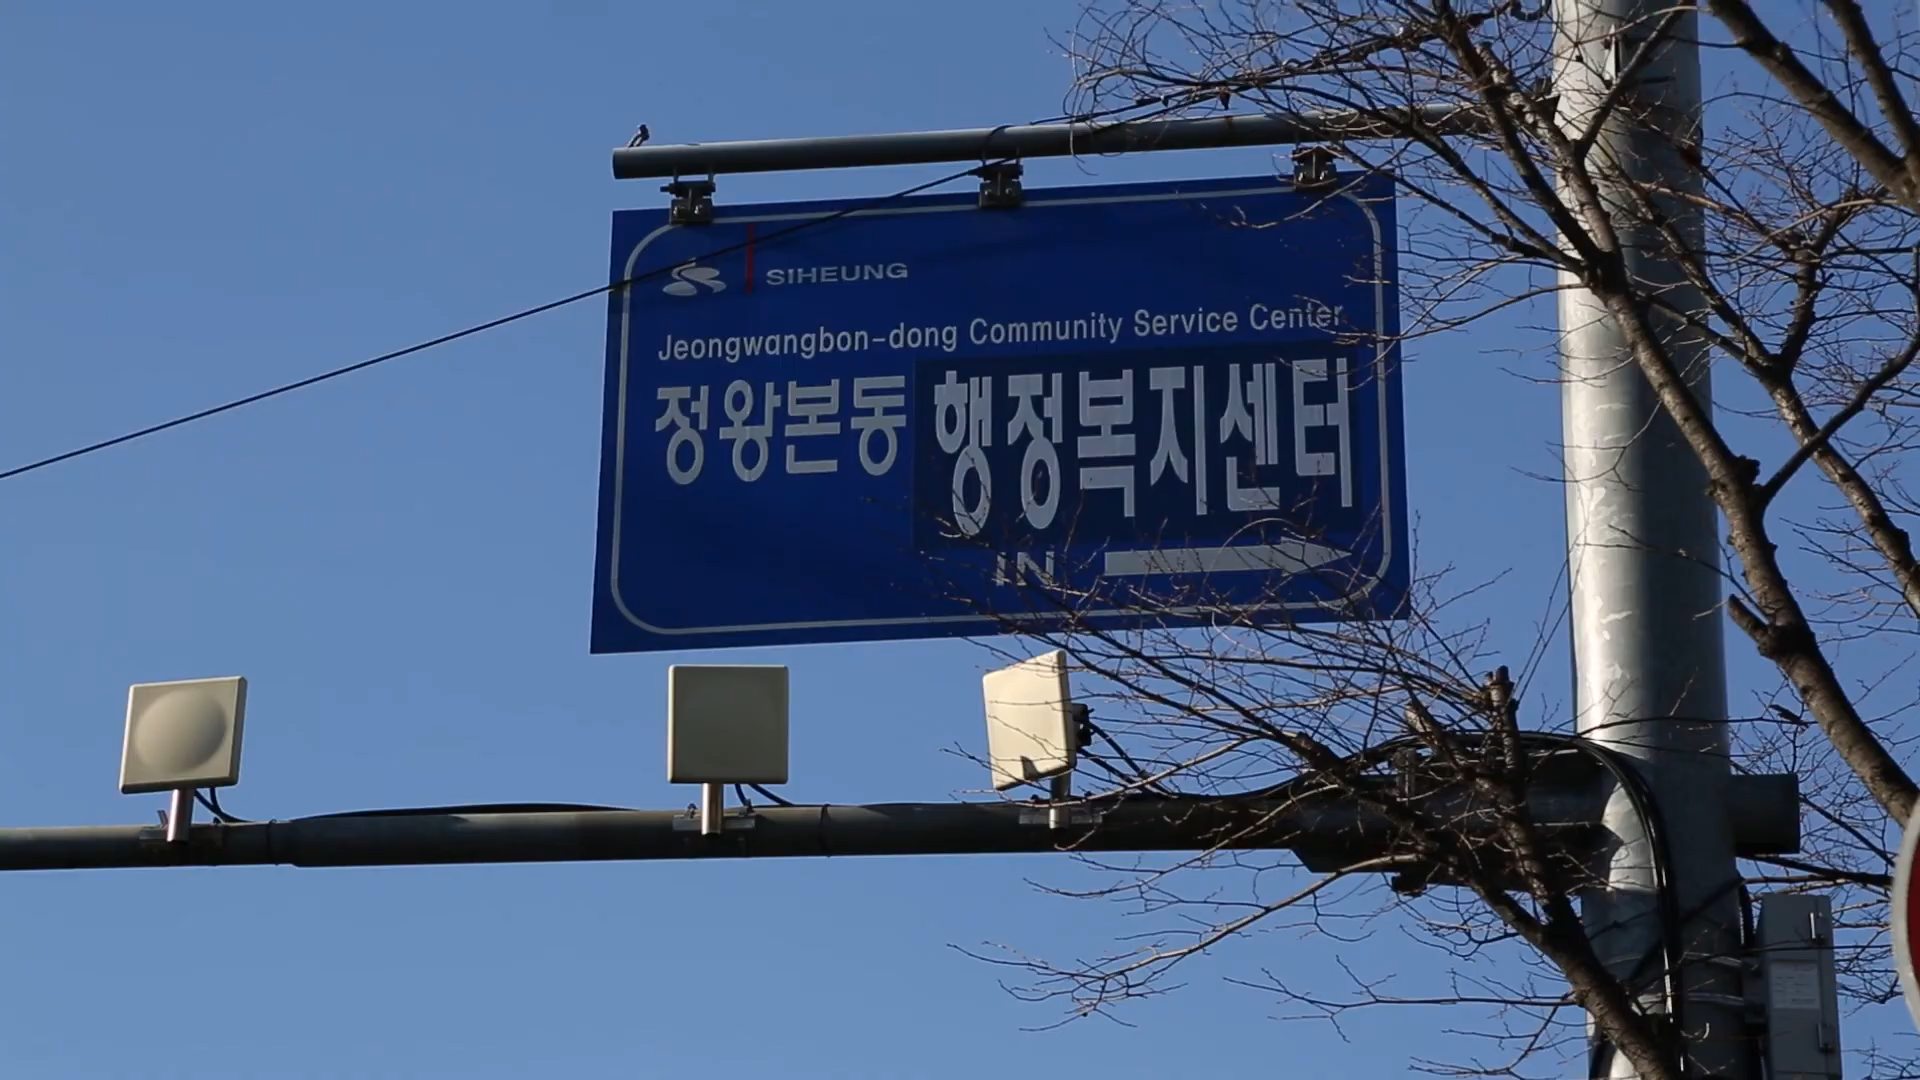 SIHEUNG
Jeongwangbon-dong Community Service Center
정왕본동 행정복지센터
IN